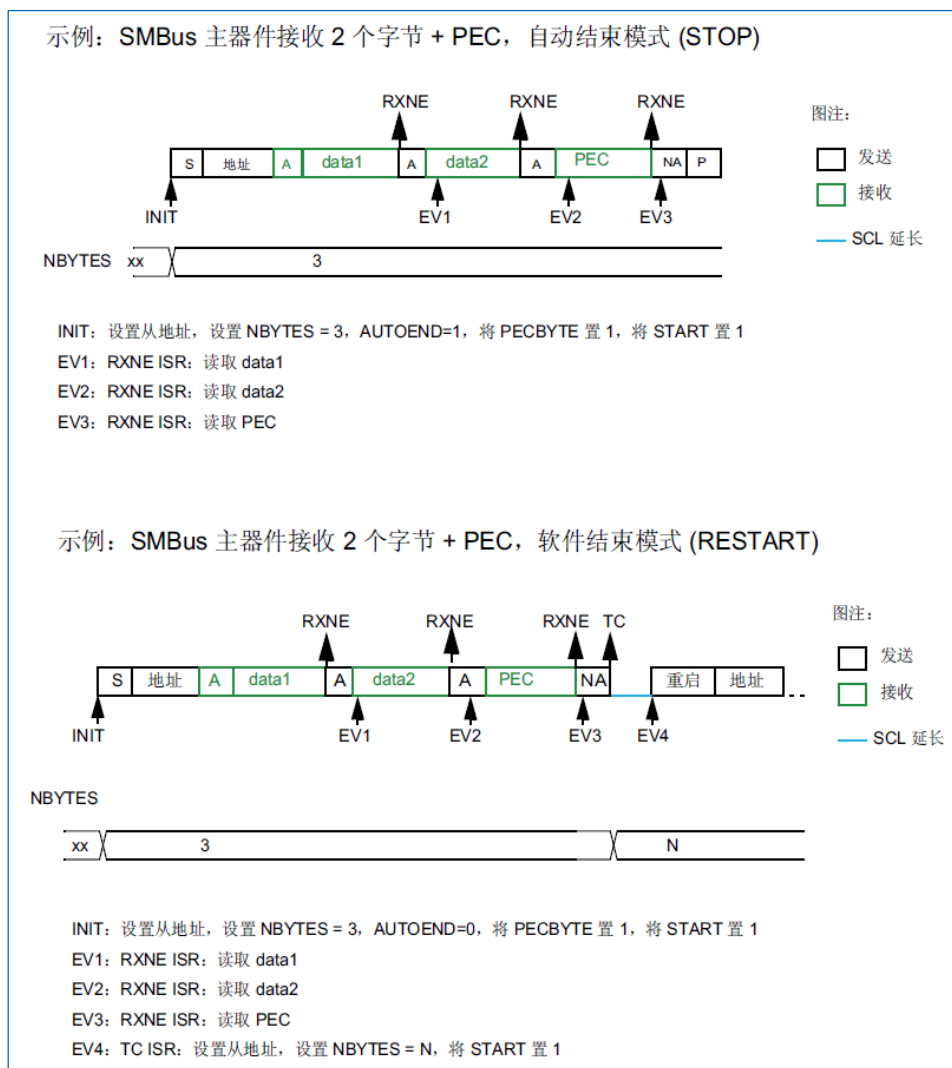 示例：SMBus 主器件接收 2 个字节 + PEC，自动结束模式 (STOP)
RXNE RXNE RXNE
图注：
S 地址 A data1 A data2 A PEC NA P
发送
接收
INIT EV1 EV2 EV3
SCL 延长
NBYTES xx 3
INIT：设置从地址，设置 NBYTES = 3，AUTOEND=1，将 PECBYTE 置 1，将 START 置 1
EV1：RXNE ISR：读取 data1
EV2：RXNE ISR：读取 data2
EV3：RXNE ISR：读取 PEC
示例：SMBus 主器件接收 2 个字节 + PEC，软件结束模式 (RESTART)
RXNE RXNE RXNE TC
图注：
S 地址 A data1 A data2 A PEC NA 重启 地址
发送
接收
INIT EV1 EV2 EV3 EV4
SCL 延长
NBYTES
xx 3 N
INIT：设置从地址，设置 NBYTES = 3，AUTOEND=0，将 PECBYTE 置 1，将 START 置 1
EV1：RXNE ISR：读取 data1
EV2：RXNE ISR：读取 data2
EV3：RXNE ISR：读取 PEC
EV4：TC ISR：设置从地址，设置 NBYTES = N，将 START 置 1